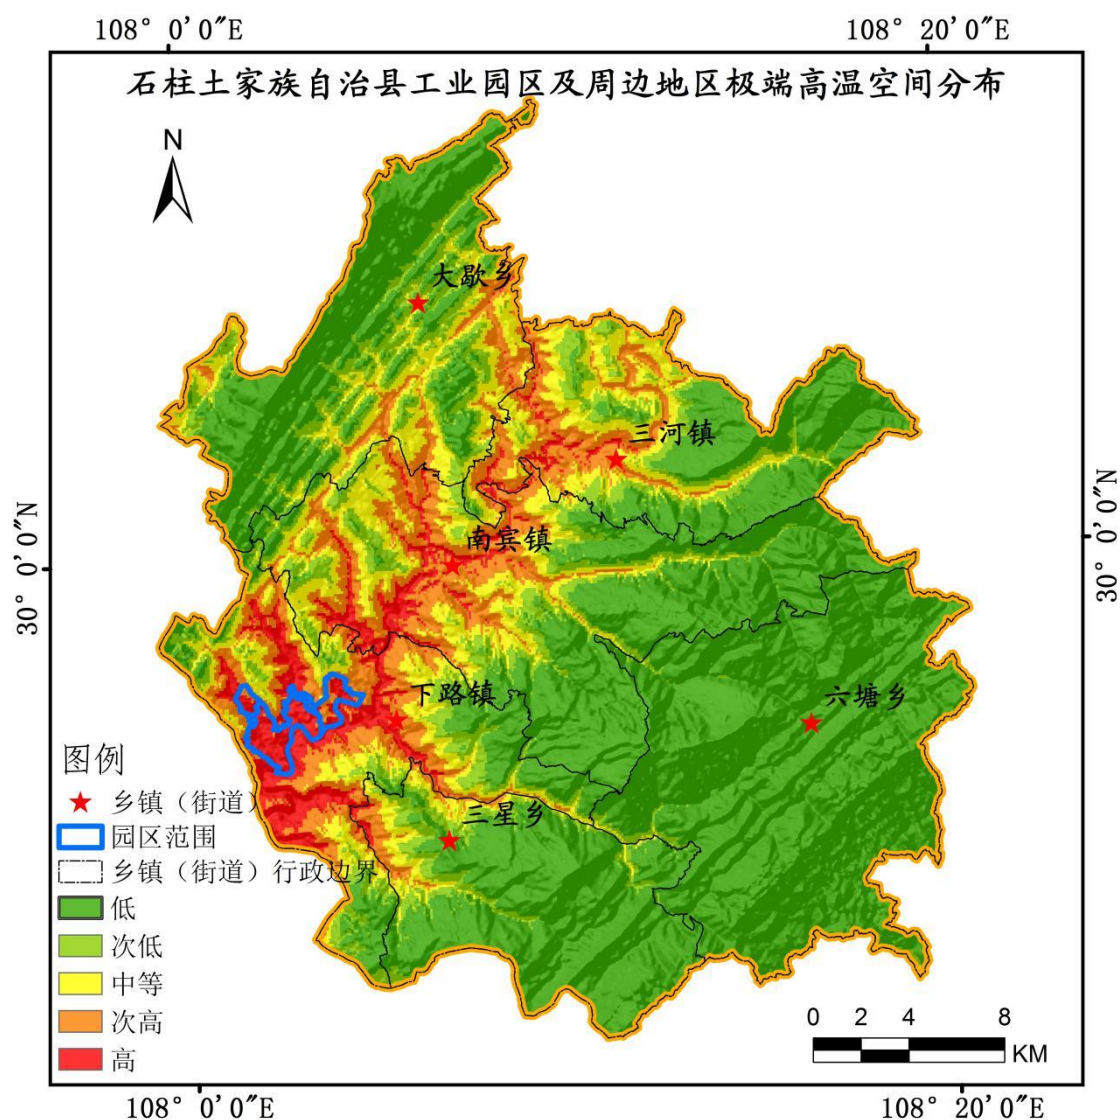 108° 0′0″E
108° 20′0″E
石柱土家族自治县工业园区及周边地区极端高温空间分布
N
大歇乡
三河镇
30° 0′0″N
南宾镇
30° 0′0″N
下路镇
六塘乡
三星乡
图例
乡镇（街道）
园区范围
乡镇（街道）行政边界
低
次低
中等
次高
高
0 2 4 8
KM
108° 0′0″E
108° 20′0″E